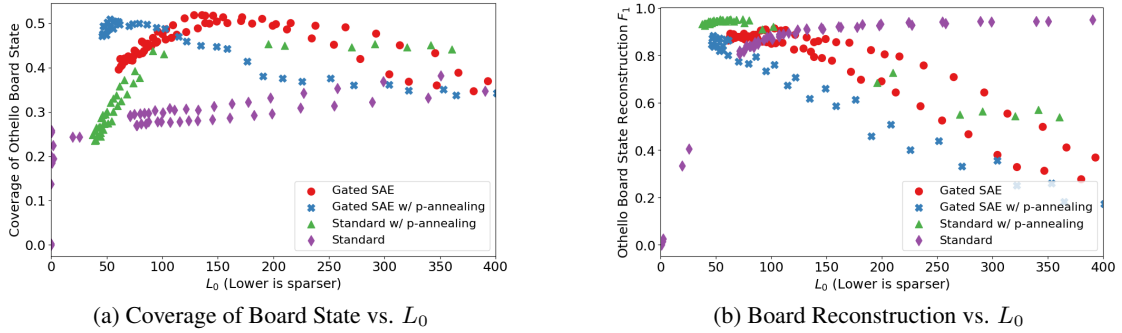 Coverage of Othello Board State
0.5
0.4
0.3
0.2
0.1
0.0
Gated SAE
Gated SAE w/ p-annealing
Standard w/ p-annealing
Standard
0 50 100 150 200 250 300 350 400
L₀ (Lower is sparser)
(a) Coverage of Board State vs. L₀
Othello Board State Reconstruction F₁
1.0
0.8
0.6
0.4
0.2
0.0
Gated SAE
Gated SAE w/ p-annealing
Standard w/ p-annealing
Standard
0 50 100 150 200 250 300 350 400
L₀ (Lower is sparser)
(b) Board Reconstruction vs. L₀